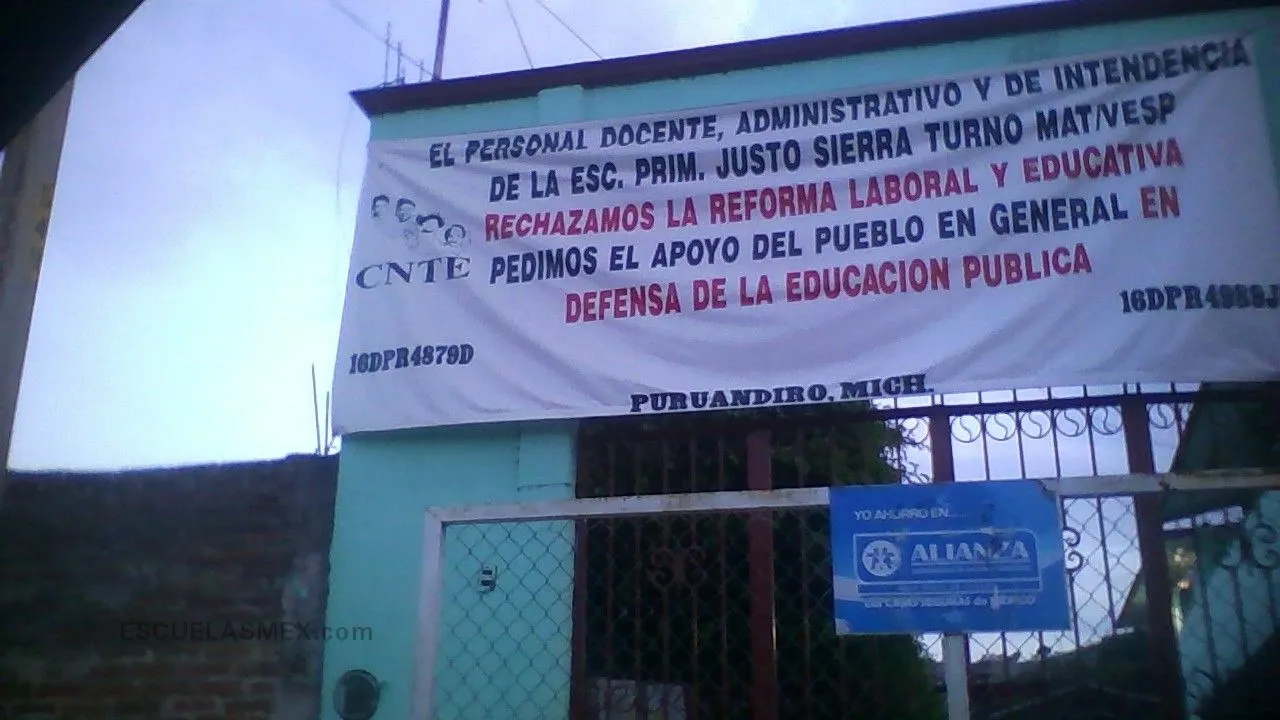 EL PERSONAL DOCENTE, ADMINISTRATIVO Y DE INTENDENCIA
DE LA ESC. PRIM. JUSTO SIERRA TURNO MAT/VESP
RECHAZAMOS LA REFORMA LABORAL Y EDUCATIVA
PEDIMOS EL APOYO DEL PUEBLO EN GENERAL EN
DEFENSA DE LA EDUCACION PUBLICA
CNTE
16DPR4879D
PURUANDIRO, MICH.
YO AHORRO EN.....
ALIANZA
ESCUELASMEX.com